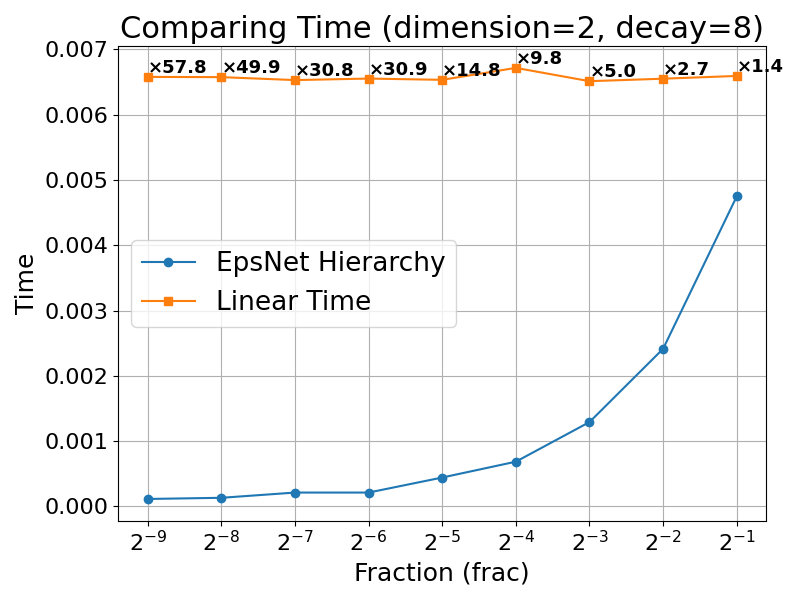 Comparing Time (dimension=2, decay=8)
0.007
×57.8 ×49.9 ×30.8 ×30.9 ×14.8 ×9.8 ×5.0 ×2.7 ×1.4
0.006
0.005
0.004
EpsNet Hierarchy
Time
0.003
Linear Time
0.002
0.001
0.000
2⁻⁹ 2⁻⁸ 2⁻⁷ 2⁻⁶ 2⁻⁵ 2⁻⁴ 2⁻³ 2⁻² 2⁻¹
Fraction (frac)